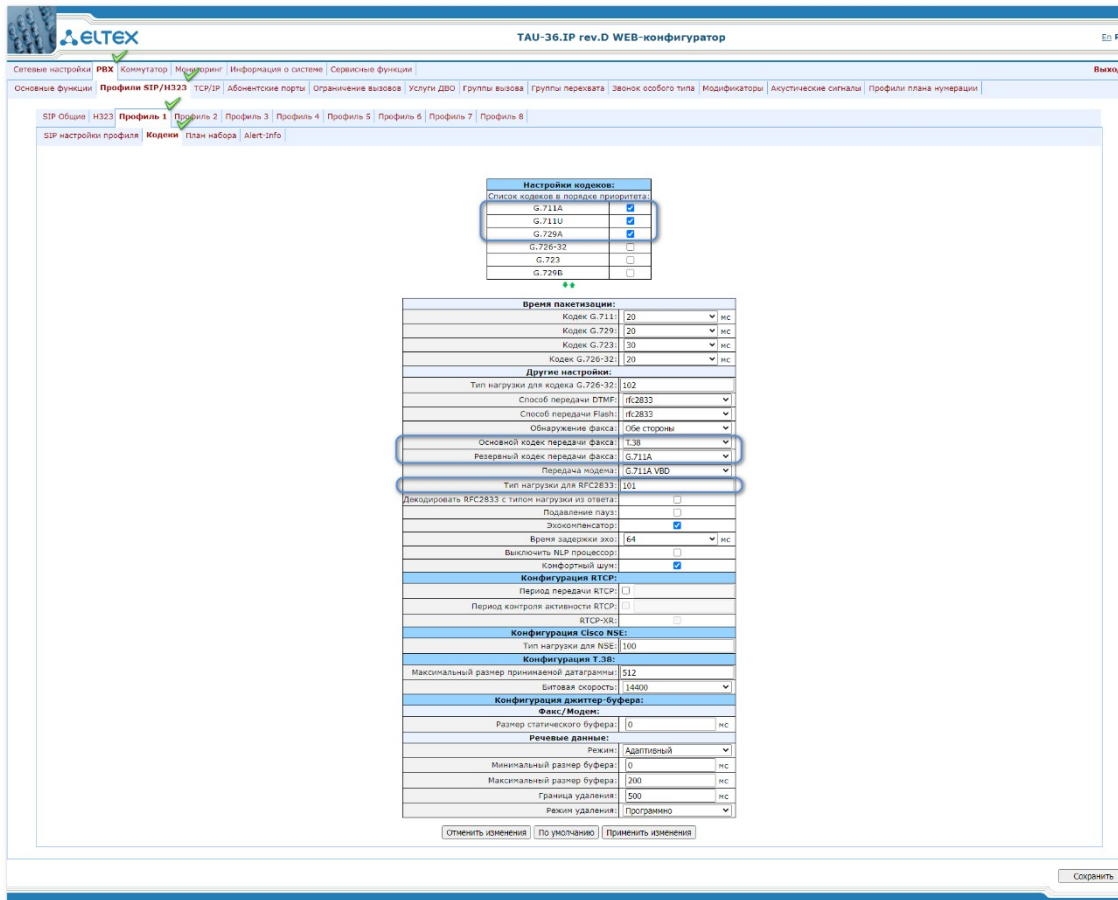 ELTEX
TAU-36.IP rev.D WEB-конфигуратор
En
Сетевые настройки PBX Коммутатор Мониторинг Информация о системе Сервисные функции
Основные функции Профили SIP/H323 TCP/IP Абонентские порты Ограничение вызовов Услуги ДВО Группы вызова Группы перехвата Звонок особого типа Модификаторы Акустические сигналы Профили плана нумерации
SIP Общие H323 Профиль 1 Профиль 2 Профиль 3 Профиль 4 Профиль 5 Профиль 6 Профиль 7 Профиль 8
SIP настройки профиля Кодеки План набора Alert-Info
Настройки кодеков:
Список кодеков в порядке приоритета:
G.711A
G.711U
G.729A
G.726-32
G.723
G.729B
Время пакетизации:
Кодек G.711: 20 мс
Кодек G.729: 20 мс
Кодек G.723: 30 мс
Кодек G.726-32: 20 мс
Другие настройки:
Тип нагрузки для кодека G.726-32: 102
Способ передачи DTMF: rfc2833
Способ передачи Flash: rfc2833
Обнаружение факса: Обе стороны
Основной кодек передачи факса: T.38
Резервный кодек передачи факса: G.711A
Передача модема: G.711A VBD
Тип нагрузки для RFC2833: 101
Декодировать RFC2833 с типом нагрузки из ответа:
Подавление пауз:
Эхокомпенсатор:
Время задержки эхо: 64 мс
Выключить NLP процессор:
Комфортный шум:
Конфигурация RTCP:
Период передачи RTCP:
Период контроля активности RTCP:
RTCP-XR:
Конфигурация Cisco NSE:
Тип нагрузки для NSE: 100
Конфигурация T.38:
Максимальный размер принимаемой датаграммы: 512
Битовая скорость: 14400
Конфигурация джиттер-буфера:
Факс/Модем:
Размер статического буфера: 0 мс
Речевые данные:
Режим: Адаптивный
Минимальный размер буфера: 0 мс
Максимальный размер буфера: 200 мс
Граница удаления: 500 мс
Режим удаления: Программно
Отменить изменения По умолчанию Применить изменения
Сохранить